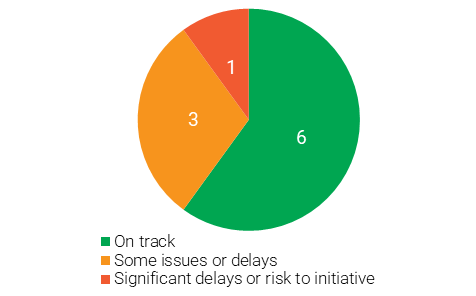 1
3
6
On track
Some issues or delays
Significant delays or risk to initiative